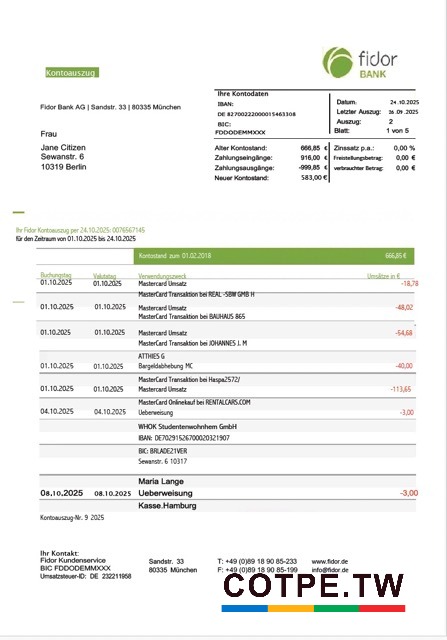 fidor
BANK
Kontoauszug
Fidor Bank AG | Sandstr. 33 | 80335 München
Frau
Jane Citizen
Sewanstr. 6
10319 Berlin
Ihre Kontodaten
IBAN:
DE 82700222000015463308
BIC:
FDDODEMMXXX
Datum: 24.10.2025
Letzter Auszug: 16.09.2025
Auszug: 2
Blatt: 1 von 5
Alter Kontostand: 666,85 €
Zahlungseingänge: 916,00 €
Zahlungsausgänge: -999,85 €
Neuer Kontostand: 583,00 €
Zinssatz p.a.: 0,00 %
Freistellungsbetrag: 0,00 €
verbrauchter Betrag: 0,00 €
Ihr Fidor Kontoauszug per 24.10.2025: 0076567145
für den Zeitraum von 01.10.2025 bis 24.10.2025
Kontostand zum 01.02.2018 666,85 €
Buchungstag Valutatag Verwendungszweck Umsätze in €
01.10.2025 01.10.2025 Mastercard Umsatz -18,78
MasterCard Transaktion bei REAL -SBW GMB H
01.10.2025 01.10.2025 Mastercard Umsatz -48,02
MasterCard Transaktion bei BAUHAUS 865
01.10.2025 01.10.2025 Mastercard Umsatz -54,68
MasterCard Transaktion bei JOHANNES J. M
ATTHIES G
01.10.2025 01.10.2025 Bargeldabhebung MC -40,00
MasterCard Transaktion bei Haspa2572/
01.10.2025 01.10.2025 Mastercard Umsatz -113,65
MasterCard Onlinekauf bei RENTALCARS.COM
04.10.2025 04.10.2025 Ueberweisung -3,00
WHOK Studentenwohnhem GmbH
IBAN: DE70291526700020321907
BIC: BRLADE21VER
Sewanstr. 6 10317
Maria Lange
08.10.2025 08.10.2025 Ueberweisung -3,00
Kasse.Hamburg
Kontoauszug-Nr. 9 2025
Ihr Kontakt:
Fidor Kundenservice
BIC FDDODEMMXXX
Umsatzsteuer-ID: DE 232211958
Sandstr. 33
80335 München
T: +49 (0)89 18 90 85-233
F: +49 (0)89 18 90 85-199
www.fidor.de
info@fidor.de
COTPE.TW